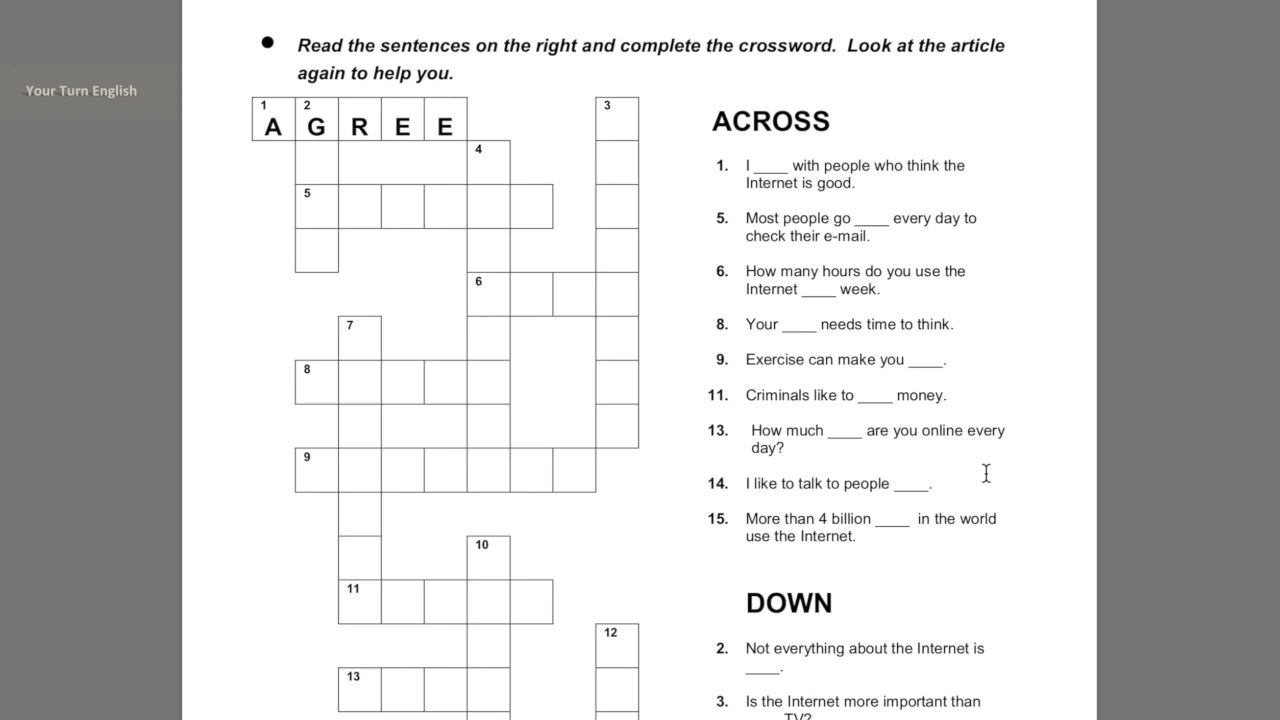 Your Turn English
● Read the sentences on the right and complete the crossword. Look at the article
again to help you.
1 2 3
A G R E E
4
5
6
7
8
9
10
11
12
13
ACROSS
1. I ____ with people who think the
Internet is good.
5. Most people go ____ every day to
check their e-mail.
6. How many hours do you use the
Internet ____ week.
8. Your ____ needs time to think.
9. Exercise can make you ____.
11. Criminals like to ____ money.
13. How much ____ are you online every
day?
14. I like to talk to people ____.
15. More than 4 billion ____ in the world
use the Internet.
DOWN
2. Not everything about the Internet is
____.
3. Is the Internet more important than
____ TV?